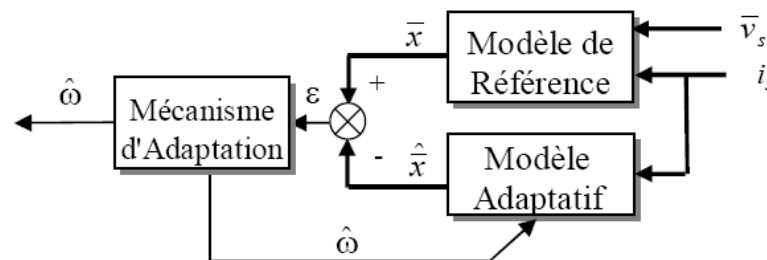 x̅ Modèle de Référence v̅s
ω̂ Mécanisme d'Adaptation ε + i
- x̅̂ Modèle Adaptatif
ω̂